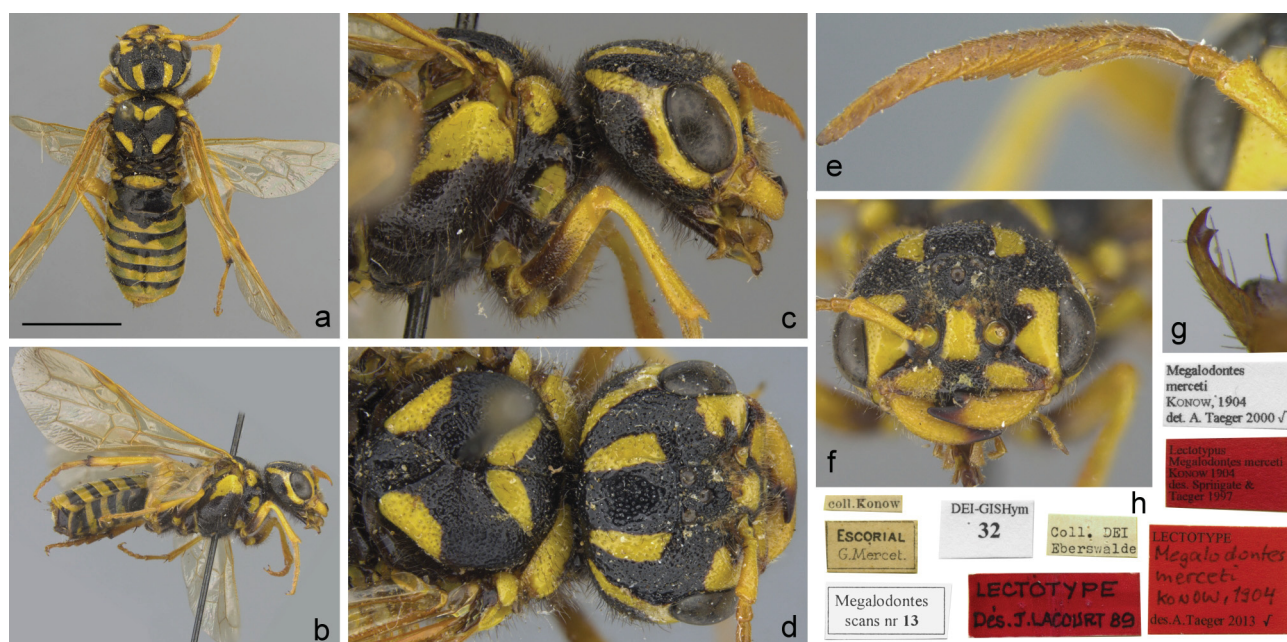 a
b
c
d
e
f
g
h
Megalodontes
merceti
KONOW, 1904
det. A. Taeger 2000 √
Lectotypus
Megalodontes merceti
KONOW 1904
des. Springate &
Taeger 1997
coll. Konow
ESCORIAL
G. Mercet.
DEI-GISHym
32
Coll. DEI
Eberswalde
Megalodontes
scans nr 13
LECTOTYPE
Dés. J. LACOURT 89
LECTOTYPE
Megalodontes
merceti
KONOW, 1904
des. A. Taeger 2013 √